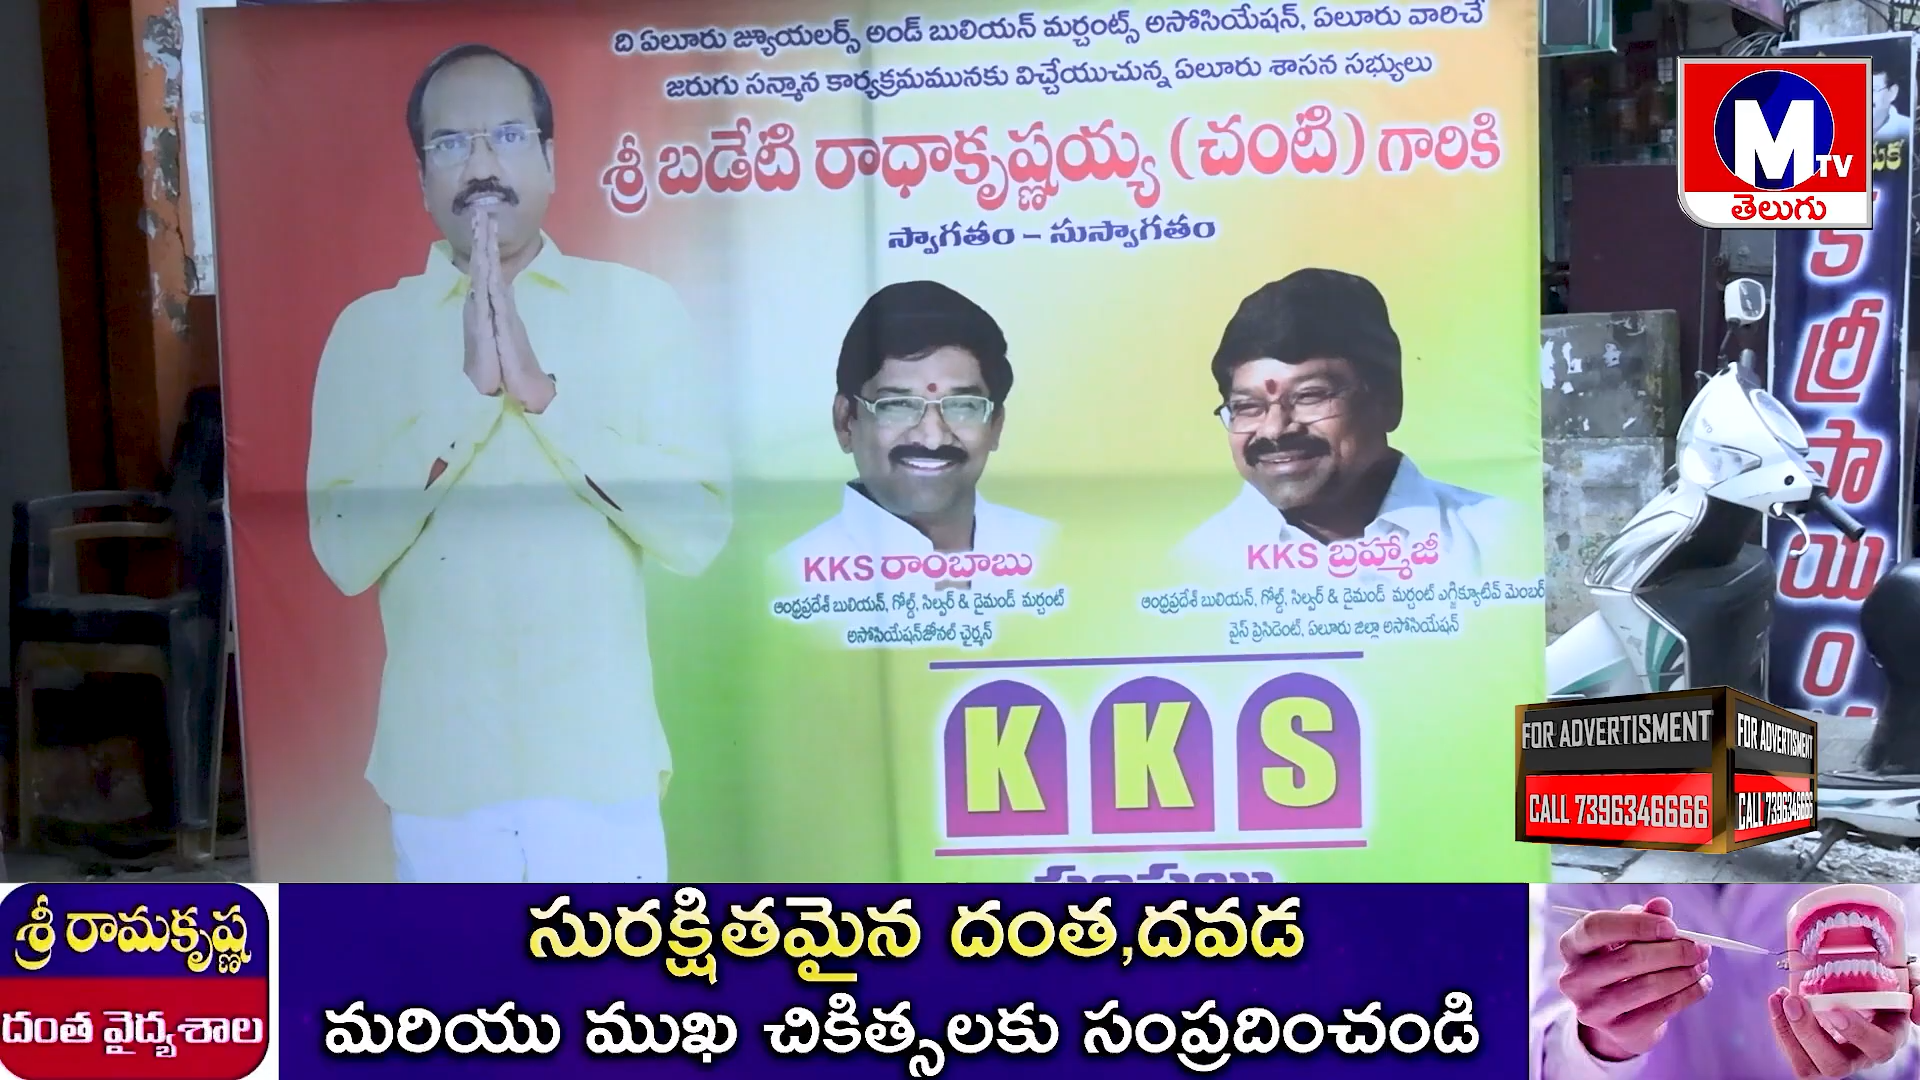 ది ఏలూరు జ్యూయలర్స్ అండ్ బులియన్ మర్చంట్స్ అసోసియేషన్, ఏలూరు వారిచే
జరుగు సన్మాన కార్యక్రమమునకు విచ్చేయుచున్న ఏలూరు శాసన సభ్యులు
శ్రీ బడేటి రాధాకృష్ణయ్య (చంటి) గారికి
స్వాగతం - సుస్వాగతం
KKS రాంబాబు
ఆంధ్రప్రదేశ్ బులియన్, గోల్డ్, సిల్వర్ & డైమండ్ మర్చంట్
అసోసియేషన్ జోనల్ చైర్మన్
KKS బ్రహ్మాజీ
ఆంధ్రప్రదేశ్ బులియన్, గోల్డ్, సిల్వర్ & డైమండ్ మర్చంట్ ఎగ్జిక్యూటివ్ మెంబర్
వైస్ ప్రెసిడెంట్, ఏలూరు జిల్లా అసోసియేషన్
KKS
M TV
తెలుగు
FOR ADVERTISMENT
CALL 7396346666
FOR ADVERTISMENT
CALL 7396346666
శ్రీ రామకృష్ణ
దంత వైద్యశాల
సురక్షితమైన దంత,దవడ
మరియు ముఖ చికిత్సలకు సంప్రదించండి